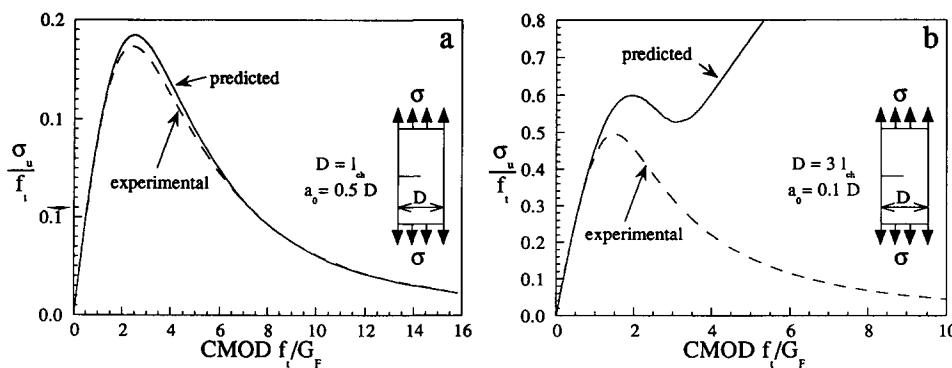 a
0.2
0.1
0.1
0.0
σ_u
f_t
predicted
experimental
σ
D = l_ch
a_0 = 0.5 D
D
σ
0 2 4 6 8 10 12 14 16
CMOD f_t/G_F
b
0.8
0.7
0.6
0.5
0.4
0.3
0.2
0.1
0.0
σ_u
f_t
predicted
experimental
σ
D = 3 l_ch
a_0 = 0.1 D
D
σ
0 2 4 6 8 10
CMOD f_t/G_F